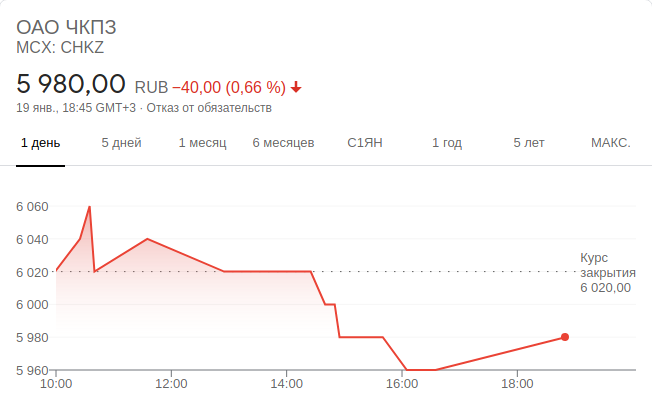 ОАО ЧКПЗ
MCX: CHKZ
5 980,00 RUB −40,00 (0,66 %)
19 янв., 18:45 GMT+3 · Отказ от обязательств
1 день 5 дней 1 месяц 6 месяцев С1ЯН 1 год 5 лет МАКС.
6 060
6 040
6 020
6 000
5 980
5 960
Курс
закрытия
6 020,00
10:00 12:00 14:00 16:00 18:00